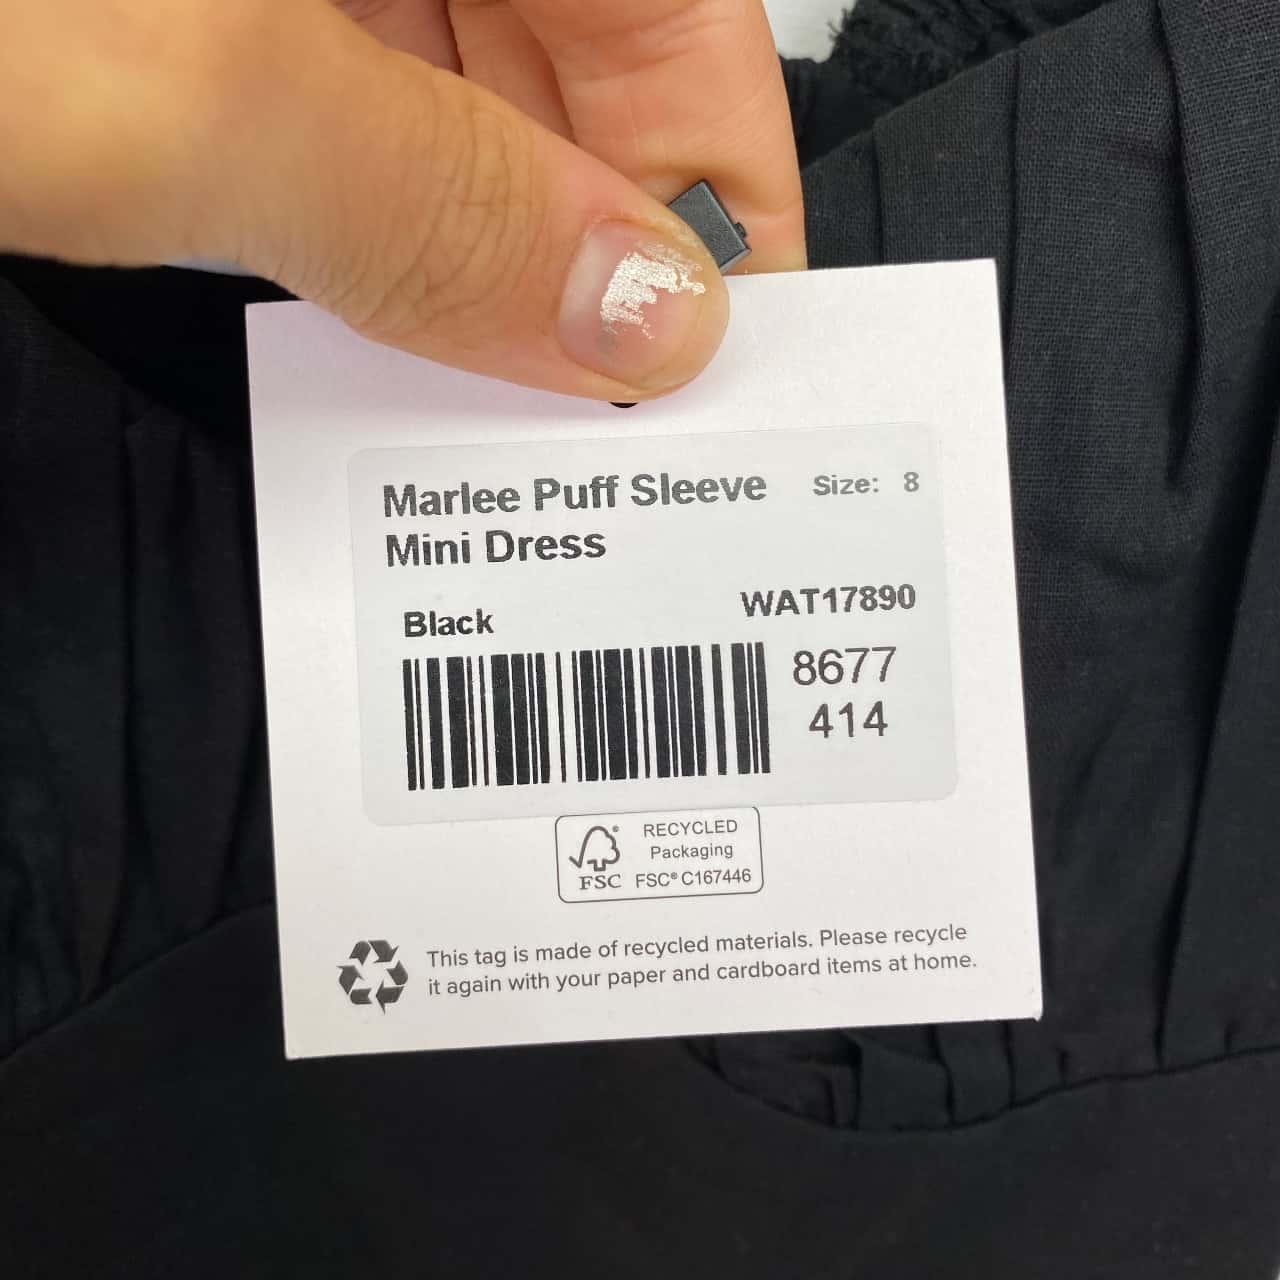 Marlee Puff Sleeve Size: 8
Mini Dress
Black WAT17890
8677
414
FSC® RECYCLED
Packaging
FSC® C167446
This tag is made of recycled materials. Please recycle
it again with your paper and cardboard items at home.